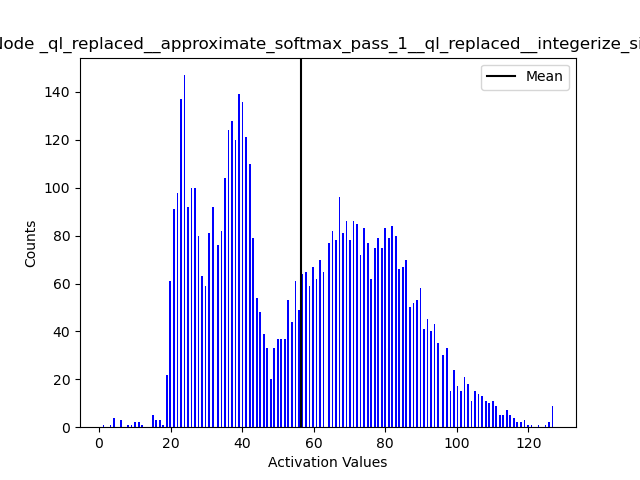 Node _ql_replaced__approximate_softmax_pass_1__ql_replaced__integerize_si
Mean
Counts
140
120
100
80
60
40
20
0
0 20 40 60 80 100 120
Activation Values